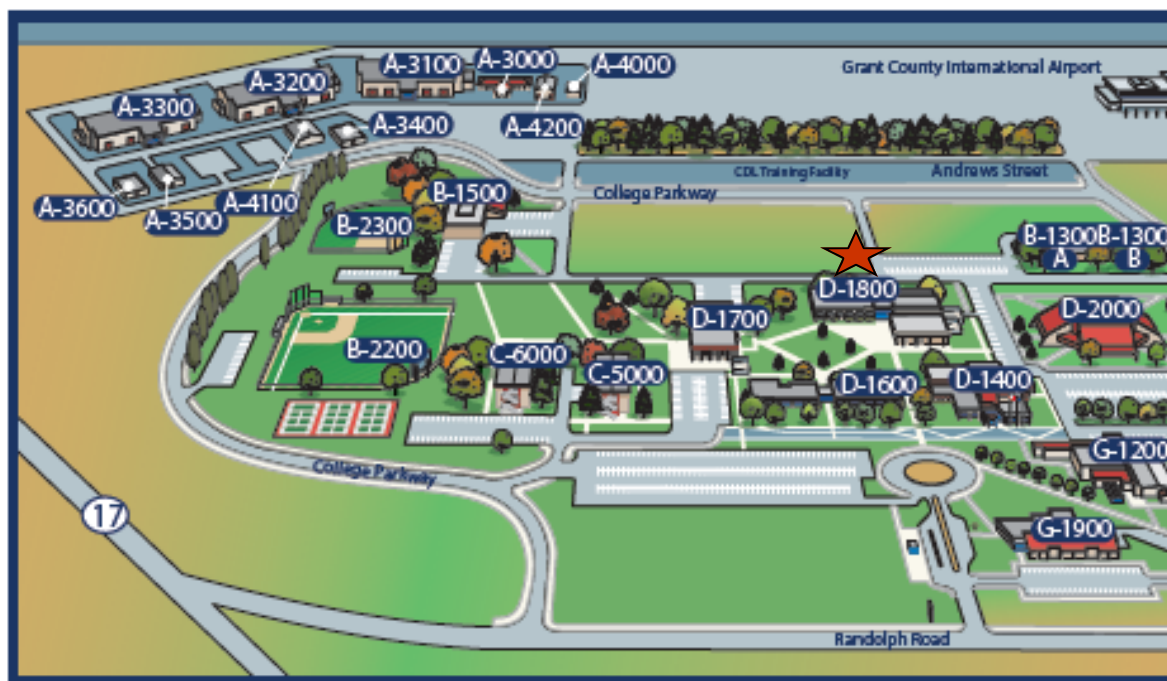 A-3000
A-3100
A-4000
Grant County International Airport
A-3200
A-3300
A-3400
A-4200
CDL Training Facility
Andrews Street
College Parkway
B-1500
A-3600
A-3500
A-4100
B-2300
B-1300
B-1300
A
B
D-1800
D-2000
D-1700
B-2200
C-6000
C-5000
D-1600
D-1400
G-1200
College Parkway
17
G-1900
Randolph Road